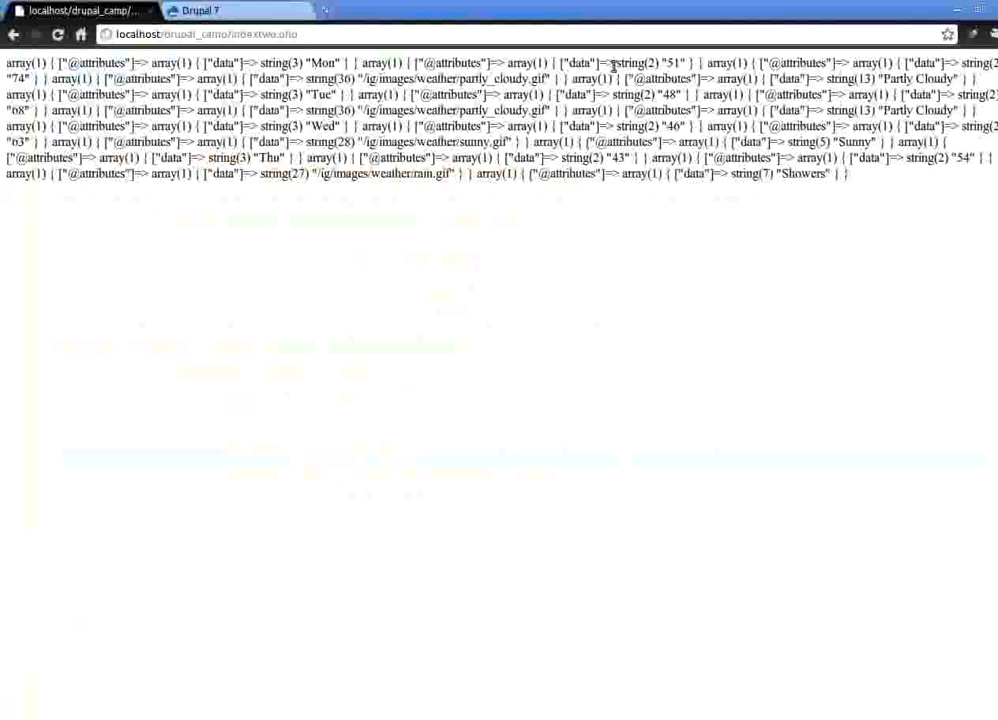 localhost/drupal_camp/...
Drupal 7
localhost/drupal_camp/indextwo.php
array(1) { ["@attributes"]=> array(1) { ["data"]=> string(3) "Mon" } } array(1) { ["@attributes"]=> array(1) { ["data"]=> string(2) "51" } } array(1) { ["@attributes"]=> array(1) { ["data"]=> string(2
"74" } } array(1) { ["@attributes"]=> array(1) { ["data"]=> string(36) "/ig/images/weather/partly_cloudy.gif" } } array(1) { ["@attributes"]=> array(1) { ["data"]=> string(13) "Partly Cloudy" } }
array(1) { ["@attributes"]=> array(1) { ["data"]=> string(3) "Tue" } } array(1) { ["@attributes"]=> array(1) { ["data"]=> string(2) "48" } } array(1) { ["@attributes"]=> array(1) { ["data"]=> string(2
"68" } } array(1) { ["@attributes"]=> array(1) { ["data"]=> string(36) "/ig/images/weather/partly_cloudy.gif" } } array(1) { ["@attributes"]=> array(1) { ["data"]=> string(13) "Partly Cloudy" } }
array(1) { ["@attributes"]=> array(1) { ["data"]=> string(3) "Wed" } } array(1) { ["@attributes"]=> array(1) { ["data"]=> string(2) "46" } } array(1) { ["@attributes"]=> array(1) { ["data"]=> string(2
"63" } } array(1) { ["@attributes"]=> array(1) { ["data"]=> string(28) "/ig/images/weather/sunny.gif" } } array(1) { ["@attributes"]=> array(1) { ["data"]=> string(5) "Sunny" } } array(1) {
["@attributes"]=> array(1) { ["data"]=> string(3) "Thu" } } array(1) { ["@attributes"]=> array(1) { ["data"]=> string(2) "43" } } array(1) { ["@attributes"]=> array(1) { ["data"]=> string(2) "54" } }
array(1) { ["@attributes"]=> array(1) { ["data"]=> string(27) "/ig/images/weather/rain.gif" } } array(1) { ["@attributes"]=> array(1) { ["data"]=> string(7) "Showers" } }